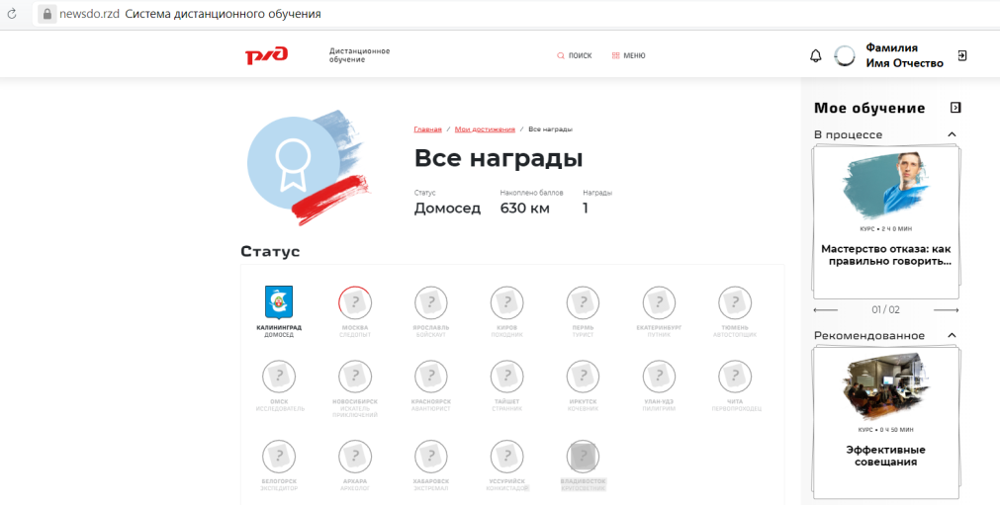 newsdo.rzd Система дистанционного обучения
ржд
Дистанционное
обучение
ПОИСК
МЕНЮ
Фамилия
Имя Отчество
Главная / Мои достижения / Все награды
Все награды
Статус
Домосед
Накоплено баллов
630 км
Награды
1
Статус
КАЛИНИНГРАД
ДОМОСЕД
?
МОСКВА
СЛЕДОПЫТ
?
ЯРОСЛАВЛЬ
БОЙСКАУТ
?
КИРОВ
ПОХОДНИК
?
ПЕРМЬ
ТУРИСТ
?
ЕКАТЕРИНБУРГ
ПУТНИК
?
ТЮМЕНЬ
АВТОСТОПЩИК
?
ОМСК
ИССЛЕДОВАТЕЛЬ
?
НОВОСИБИРСК
ИСКАТЕЛЬ
ПРИКЛЮЧЕНИЙ
?
КРАСНОЯРСК
АВАНТЮРИСТ
?
ТАЙШЕТ
СТРАННИК
?
ИРКУТСК
КОЧЕВНИК
?
УЛАН-УДЭ
ПИЛИГРИМ
?
ЧИТА
ПЕРВОПРОХОДЕЦ
?
БЕЛОГОРСК
ЭКСПЕДИТОР
?
АРХАРА
АРХЕОЛОГ
?
ХАБАРОВСК
ЭКСТРЕМАЛ
?
УССУРИЙСК
КОНКИСТАДОР
?
ВЛАДИВОСТОК
КРУГОСВЕТНИК
Мое обучение
В процессе
КУРС • 2 Ч 0 МИН
Мастерство отказа: как
правильно говорить...
01 / 02
Рекомендованное
КУРС • 0 Ч 50 МИН
Эффективные
совещания